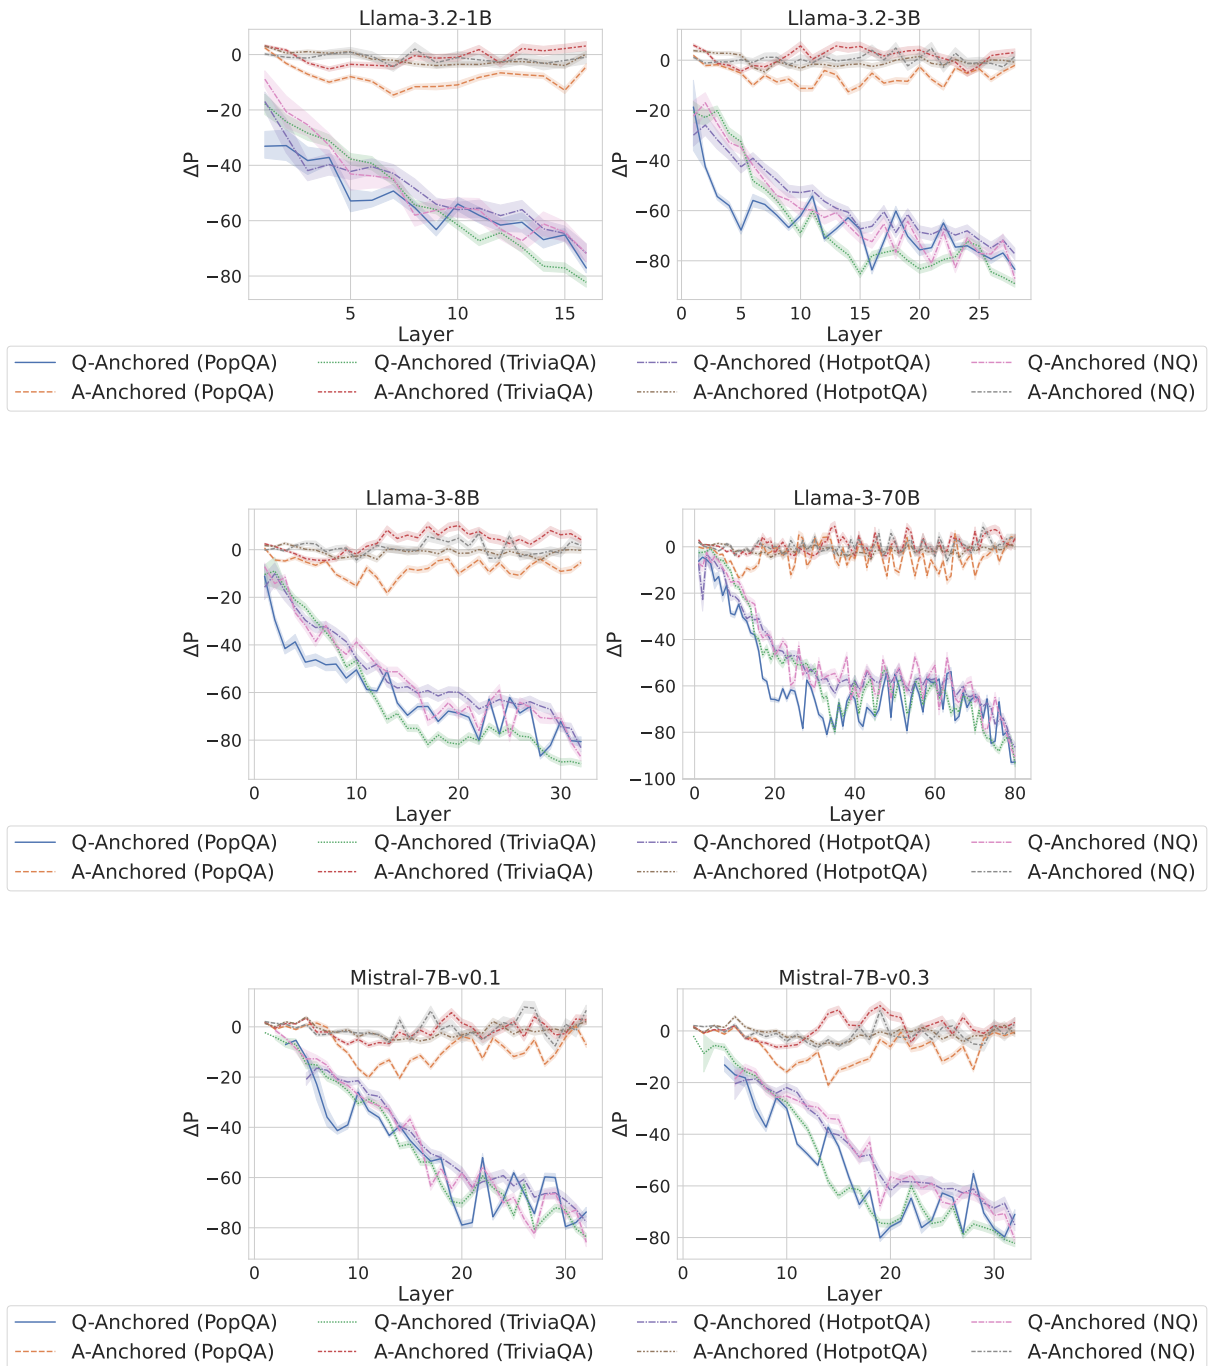 Llama-3.2-1B
Llama-3.2-3B
ΔP
0
−20
−40
−60
−80
5
10
15
Layer
ΔP
0
−20
−40
−60
−80
0
5
10
15
20
25
Layer
Q-Anchored (PopQA)
Q-Anchored (TriviaQA)
Q-Anchored (HotpotQA)
Q-Anchored (NQ)
A-Anchored (PopQA)
A-Anchored (TriviaQA)
A-Anchored (HotpotQA)
A-Anchored (NQ)
Llama-3-8B
Llama-3-70B
ΔP
0
−20
−40
−60
−80
0
10
20
30
Layer
ΔP
0
−20
−40
−60
−80
−100
0
20
40
60
80
Layer
Q-Anchored (PopQA)
Q-Anchored (TriviaQA)
Q-Anchored (HotpotQA)
Q-Anchored (NQ)
A-Anchored (PopQA)
A-Anchored (TriviaQA)
A-Anchored (HotpotQA)
A-Anchored (NQ)
Mistral-7B-v0.1
Mistral-7B-v0.3
ΔP
0
−20
−40
−60
−80
0
10
20
30
Layer
ΔP
0
−20
−40
−60
−80
0
10
20
30
Layer
Q-Anchored (PopQA)
Q-Anchored (TriviaQA)
Q-Anchored (HotpotQA)
Q-Anchored (NQ)
A-Anchored (PopQA)
A-Anchored (TriviaQA)
A-Anchored (HotpotQA)
A-Anchored (NQ)